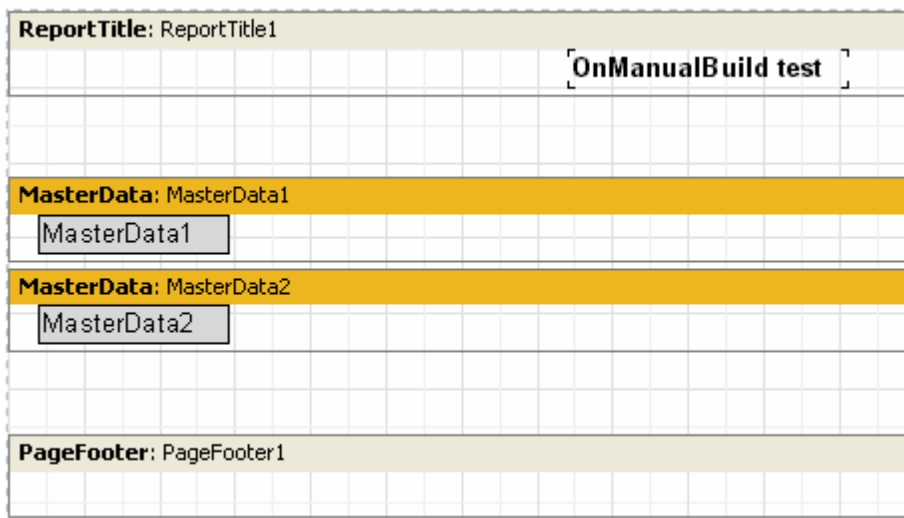 ReportTitle: ReportTitle1
OnManualBuild test
MasterData: MasterData1
MasterData1
MasterData: MasterData2
MasterData2
PageFooter: PageFooter1